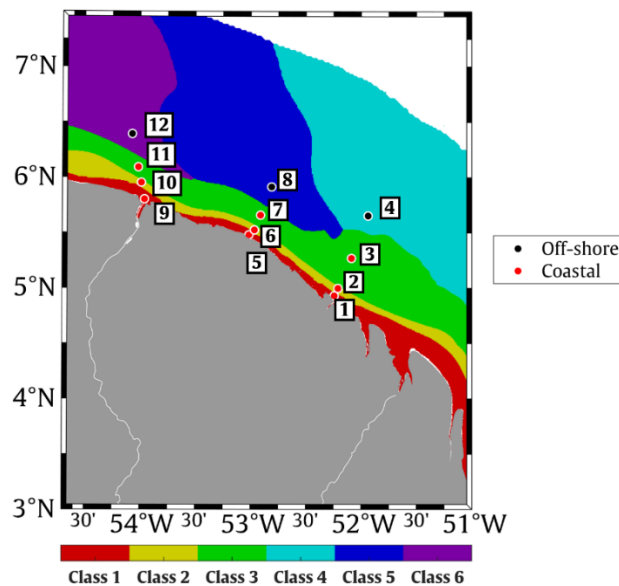 7°N
12
11
6°N
10
8
7
4
9
6
3
5
2
5°N
1
4°N
3°N
30' 54°W 30' 53°W 30' 52°W 30' 51°W
Off-shore
Coastal
Class 1 Class 2 Class 3 Class 4 Class 5 Class 6